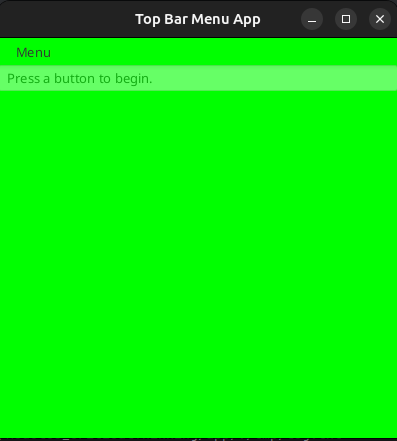 Top Bar Menu App
Menu
Press a button to begin.